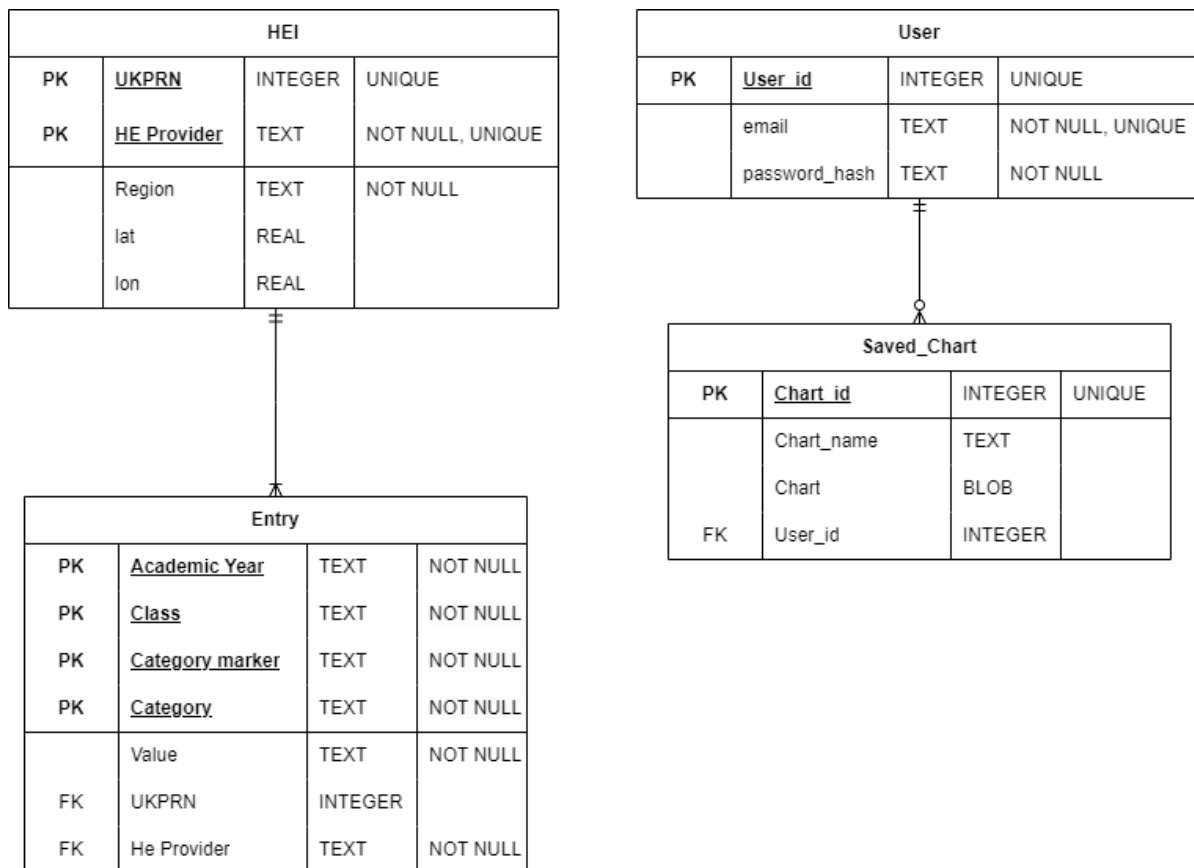 HEI
PK UKPRN INTEGER UNIQUE
PK HE Provider TEXT NOT NULL, UNIQUE
Region TEXT NOT NULL
lat REAL
lon REAL
User
PK User_id INTEGER UNIQUE
email TEXT NOT NULL, UNIQUE
password_hash TEXT NOT NULL
Saved_Chart
PK Chart_id INTEGER UNIQUE
Chart_name TEXT
Chart BLOB
FK User_id INTEGER
Entry
PK Academic Year TEXT NOT NULL
PK Class TEXT NOT NULL
PK Category marker TEXT NOT NULL
PK Category TEXT NOT NULL
Value TEXT NOT NULL
FK UKPRN INTEGER
FK He Provider TEXT NOT NULL